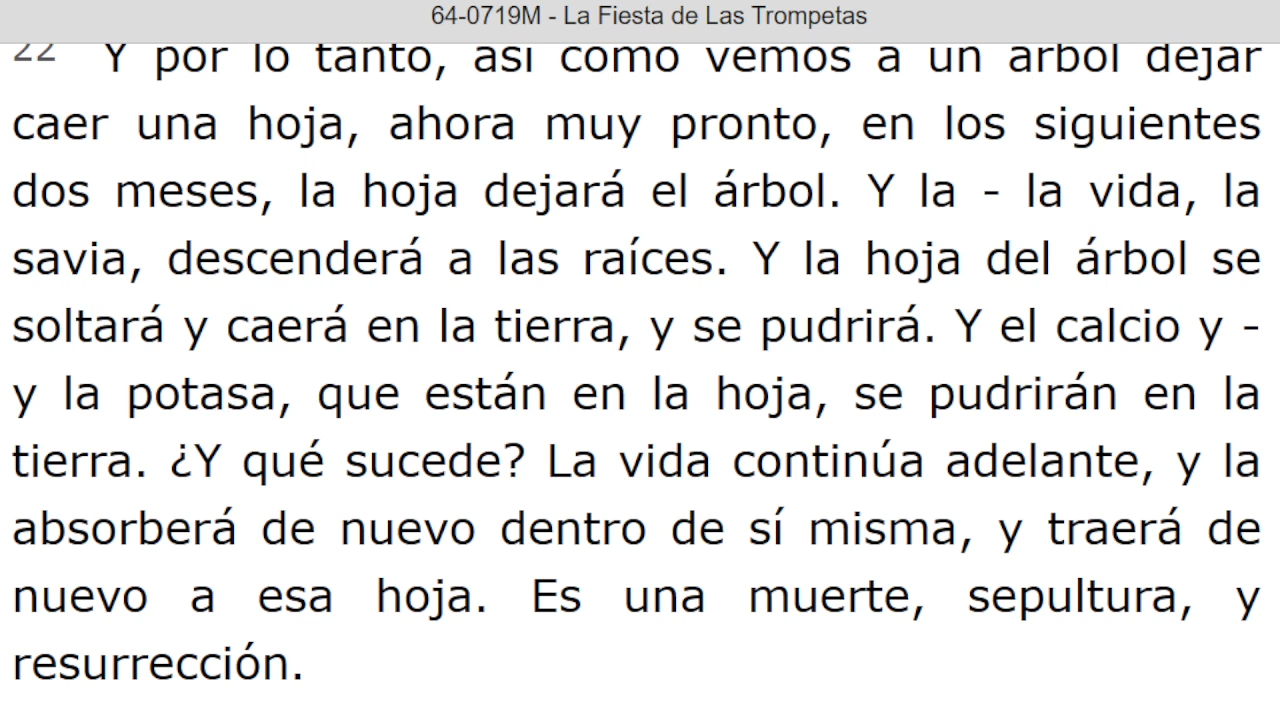 64-0719M - La Fiesta de Las Trompetas
22 Y por lo tanto, así como vemos a un árbol dejar
caer una hoja, ahora muy pronto, en los siguientes
dos meses, la hoja dejará el árbol. Y la - la vida, la
savia, descenderá a las raíces. Y la hoja del árbol se
soltará y caerá en la tierra, y se pudrirá. Y el calcio y -
y la potasa, que están en la hoja, se pudrirán en la
tierra. ¿Y qué sucede? La vida continúa adelante, y la
absorberá de nuevo dentro de sí misma, y traerá de
nuevo a esa hoja. Es una muerte, sepultura, y
resurrección.